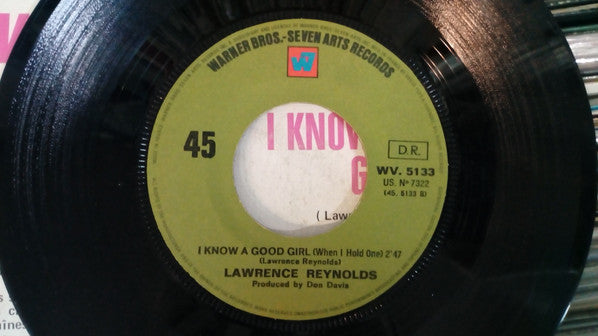 WARNER BROS.-SEVEN ARTS RECORDS
45
I KNOW
G
D.R.
WV. 5133
US. Nº 7322
(45. 5133 B)
(Law
I KNOW A GOOD GIRL (When I Hold One) 2'47
(Lawrence Reynolds)
LAWRENCE REYNOLDS
Produced by Don Davis